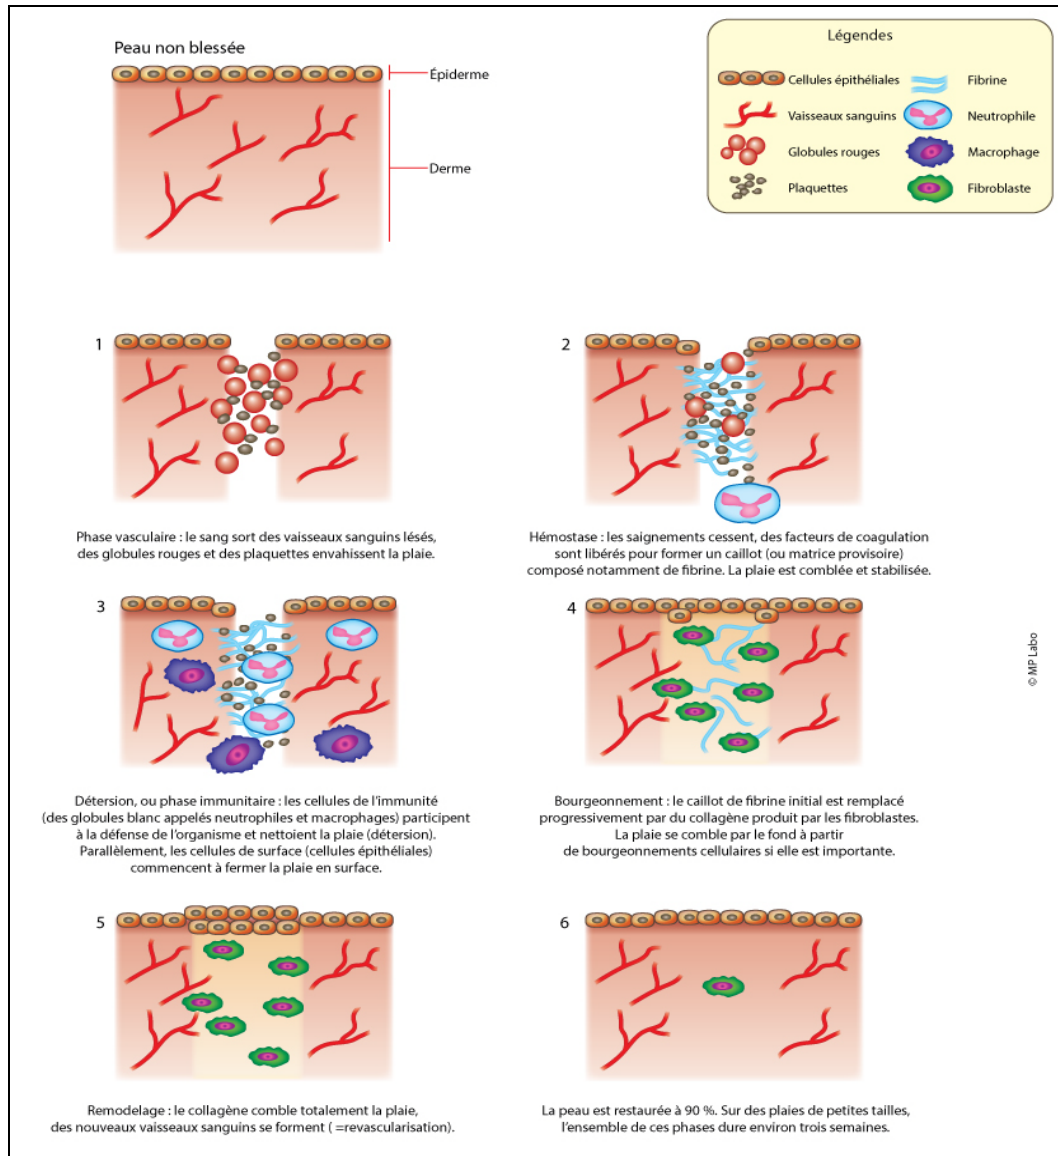 Peau non blessée
Épiderme
Derme
Légendes
Cellules épithéliales
Fibrine
Vaisseaux sanguins
Neutrophile
Globules rouges
Macrophage
Plaquettes
Fibroblaste
1
Phase vasculaire : le sang sort des vaisseaux sanguins lésés,
des globules rouges et des plaquettes envahissent la plaie.
2
Hémostase : les saignements cessent, des facteurs de coagulation
sont libérés pour former un caillot (ou matrice provisoire)
composé notamment de fibrine. La plaie est comblée et stabilisée.
3
Détersion, ou phase immunitaire : les cellules de l'immunité
(des globules blanc appelés neutrophiles et macrophages) participent
à la défense de l'organisme et nettoient la plaie (détersion).
Parallèlement, les cellules de surface (cellules épithéliales)
commencent à fermer la plaie en surface.
4
Bourgeonnement : le caillot de fibrine initial est remplacé
progressivement par du collagène produit par les fibroblastes.
La plaie se comble par le fond à partir
de bourgeonnements cellulaires si elle est importante.
© MP Labo
5
Remodelage : le collagène comble totalement la plaie,
des nouveaux vaisseaux sanguins se forment ( =revascularisation).
6
La peau est restaurée à 90 %. Sur des plaies de petites tailles,
l'ensemble de ces phases dure environ trois semaines.